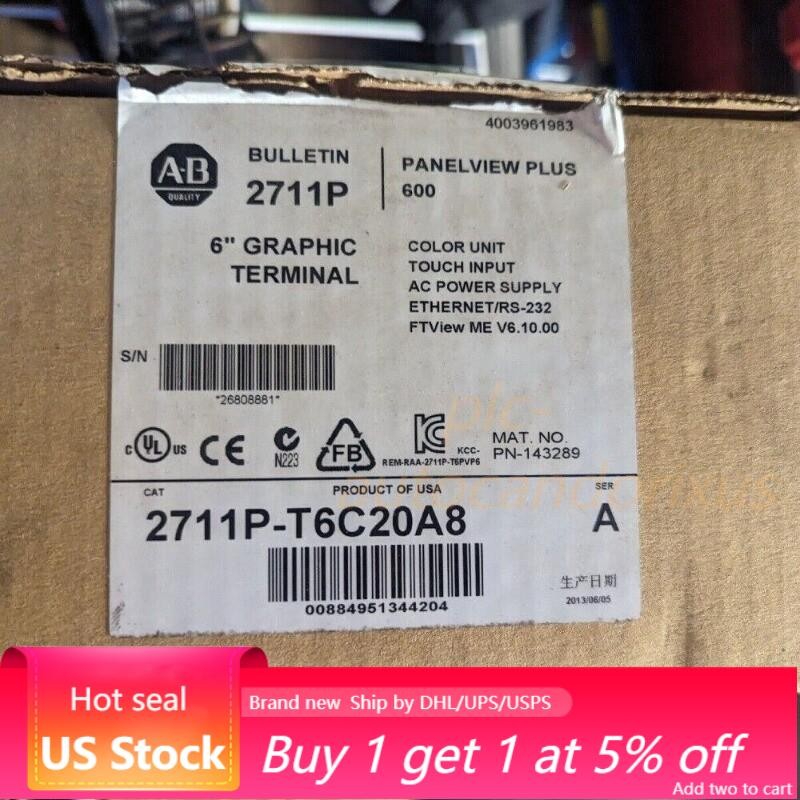 4003961983
A-B
QUALITY
BULLETIN
2711P
PANELVIEW PLUS
600
6" GRAPHIC
TERMINAL
COLOR UNIT
TOUCH INPUT
AC POWER SUPPLY
ETHERNET/RS-232
FTView ME V6.10.00
S/N
*26808881*
C UL US
CE
N223
FB
KCC-
REM-RAA-2711P-T6PVP6
MAT. NO.
PN-143289
plc-
autocandcnxus
CAT
PRODUCT OF USA
SER
2711P-T6C20A8
A
00884951344204
生产日期
2013/06/05
Hot seal
US Stock
Brand new Ship by DHL/UPS/USPS
Buy 1 get 1 at 5% off
Add two to cart